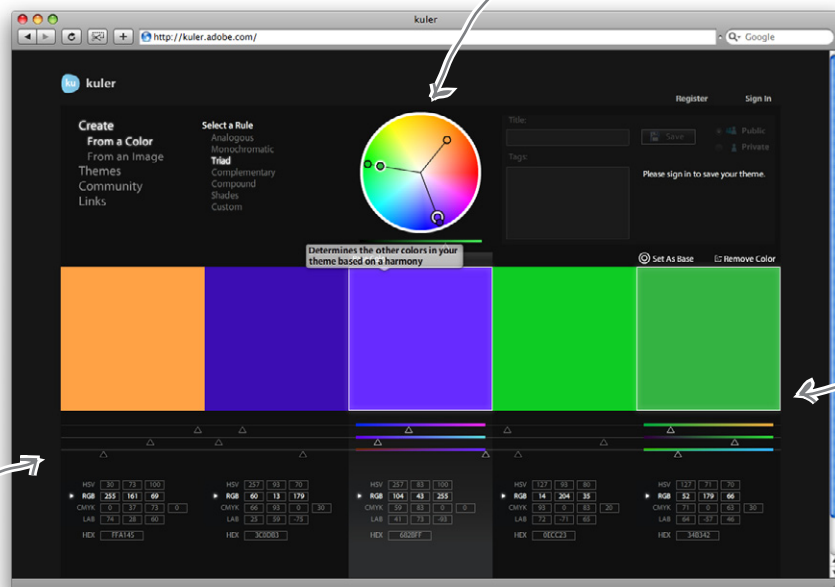 kuler
http://kuler.adobe.com/
Google
ku kuler
Register Sign In
Create
From a Color
From an Image
Themes
Community
Links
Select a Rule
Analogous
Monochromatic
Triad
Complementary
Compound
Shades
Custom
Title:
Save
Public
Private
Tags:
Please sign in to save your theme.
Determines the other colors in your
theme based on a harmony
Set As Base Remove Color
HSV 30 73 100
RGB 255 161 69
CMYK 0 37 73 0
LAB 74 28 60
HEX FFA145
HSV 257 93 70
RGB 60 13 179
CMYK 66 93 0 30
LAB 25 59 -73
HEX 3C0DB3
HSV 257 83 100
RGB 104 43 255
CMYK 59 83 0 0
LAB 41 73 -93
HEX 682BFF
HSV 127 93 80
RGB 14 204 35
CMYK 93 0 83 20
LAB 72 -71 65
HEX 0ECC23
HSV 127 71 70
RGB 52 179 66
CMYK 71 0 63 30
LAB 64 -57 46
HEX 34B342